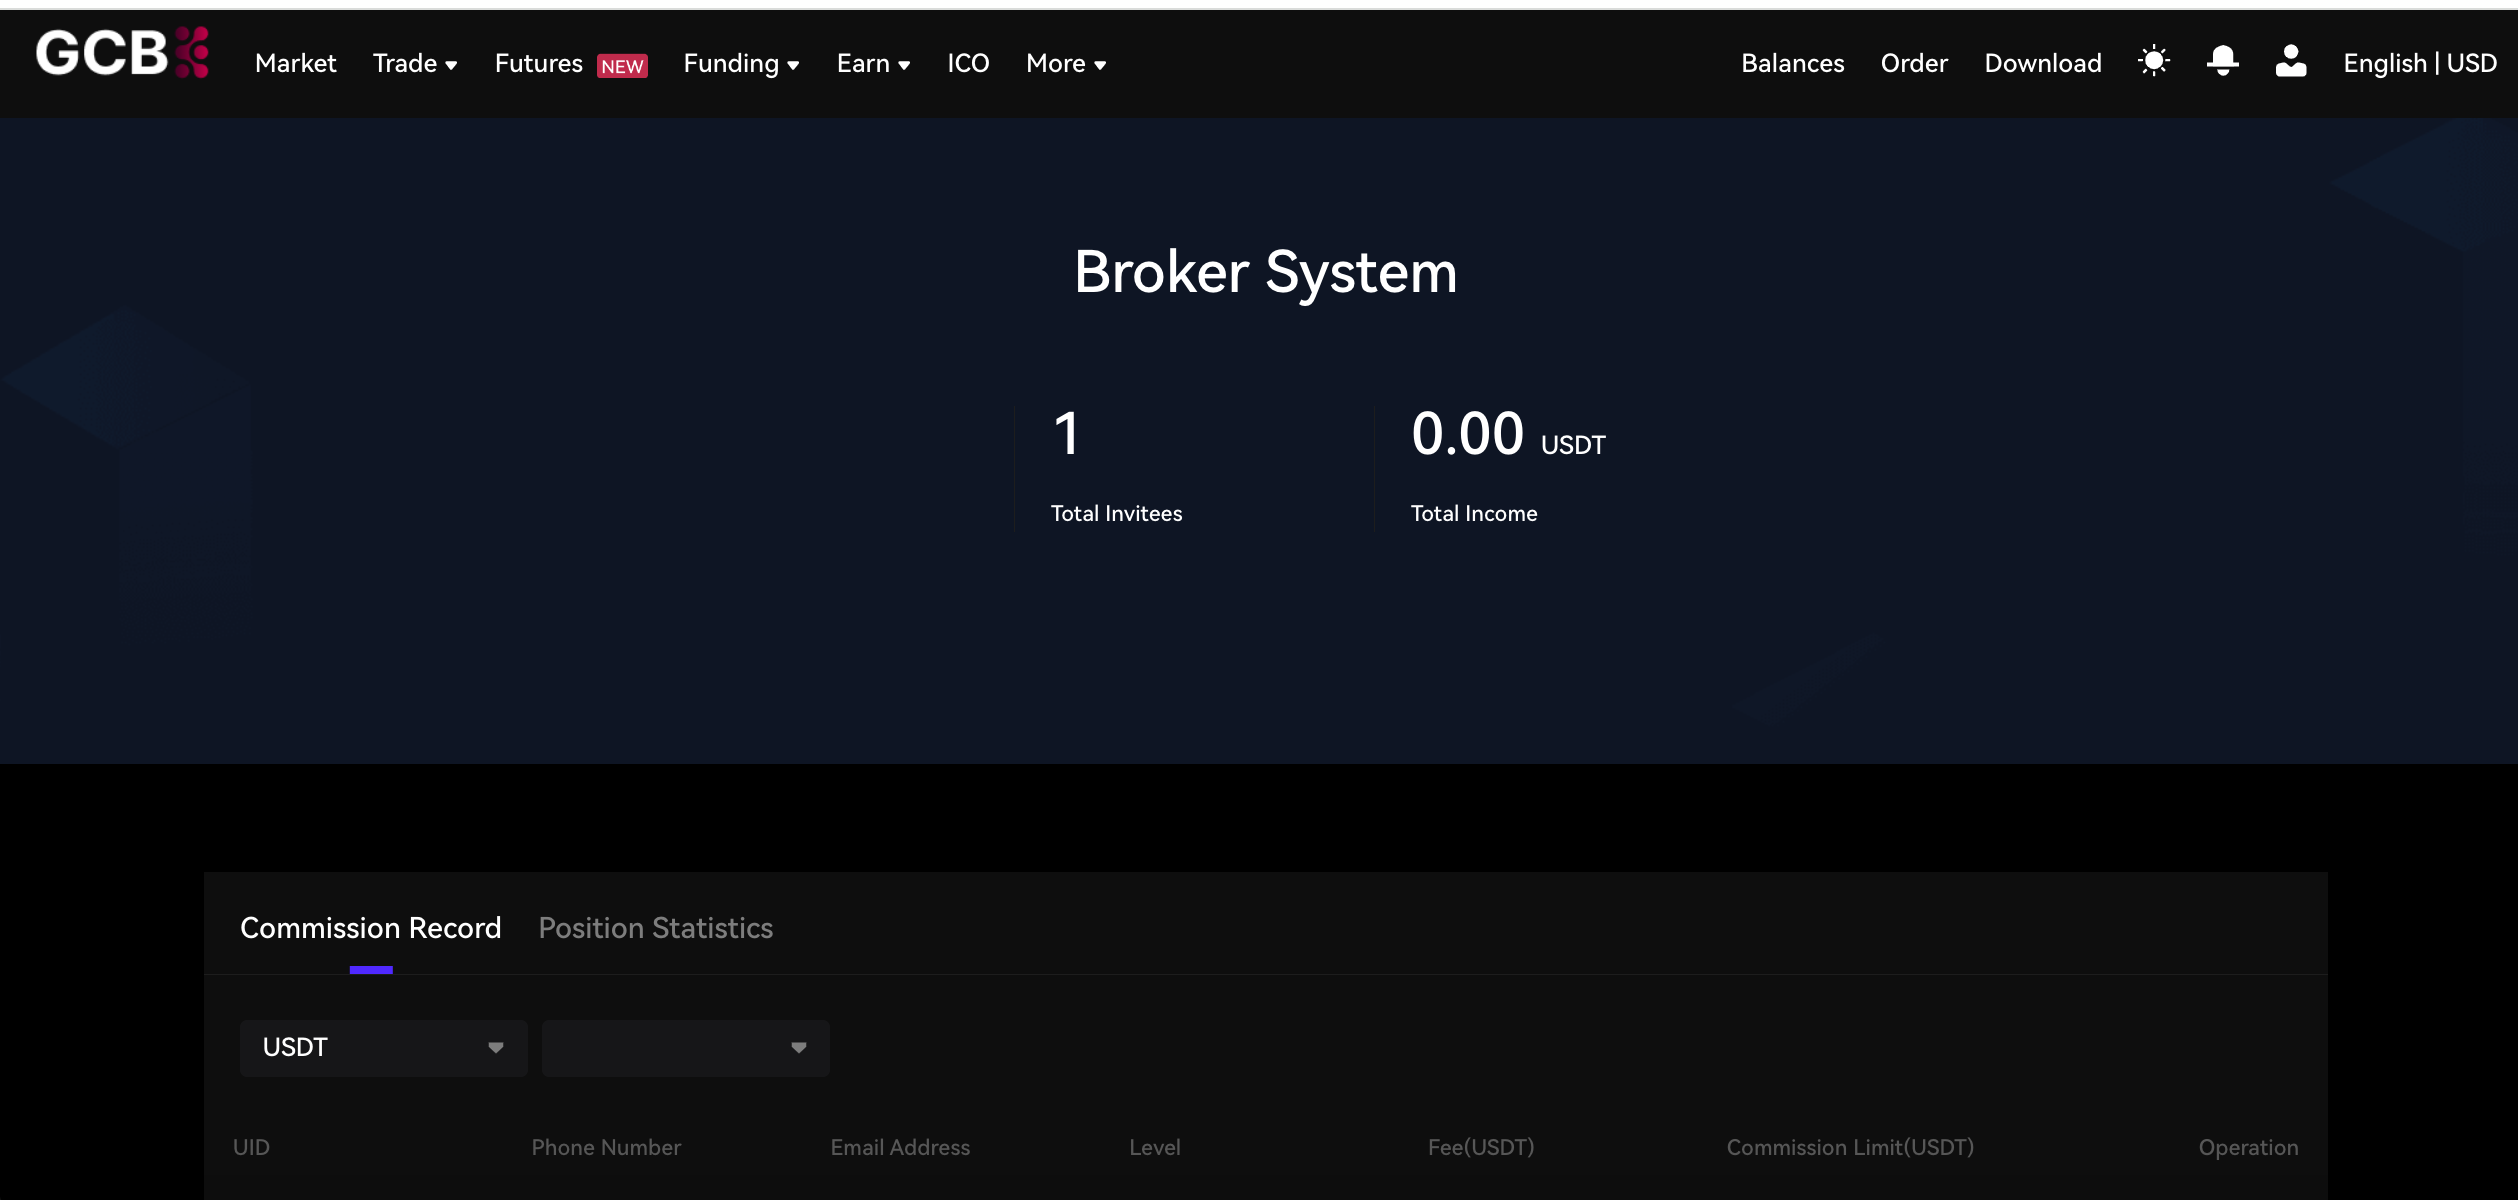 GCB
Market Trade Futures NEW Funding Earn ICO More Balances Order Download English | USD
Broker System
1 0.00 USDT
Total Invitees Total Income
Commission Record Position Statistics
USDT
UID Phone Number Email Address Level Fee(USDT) Commission Limit(USDT) Operation